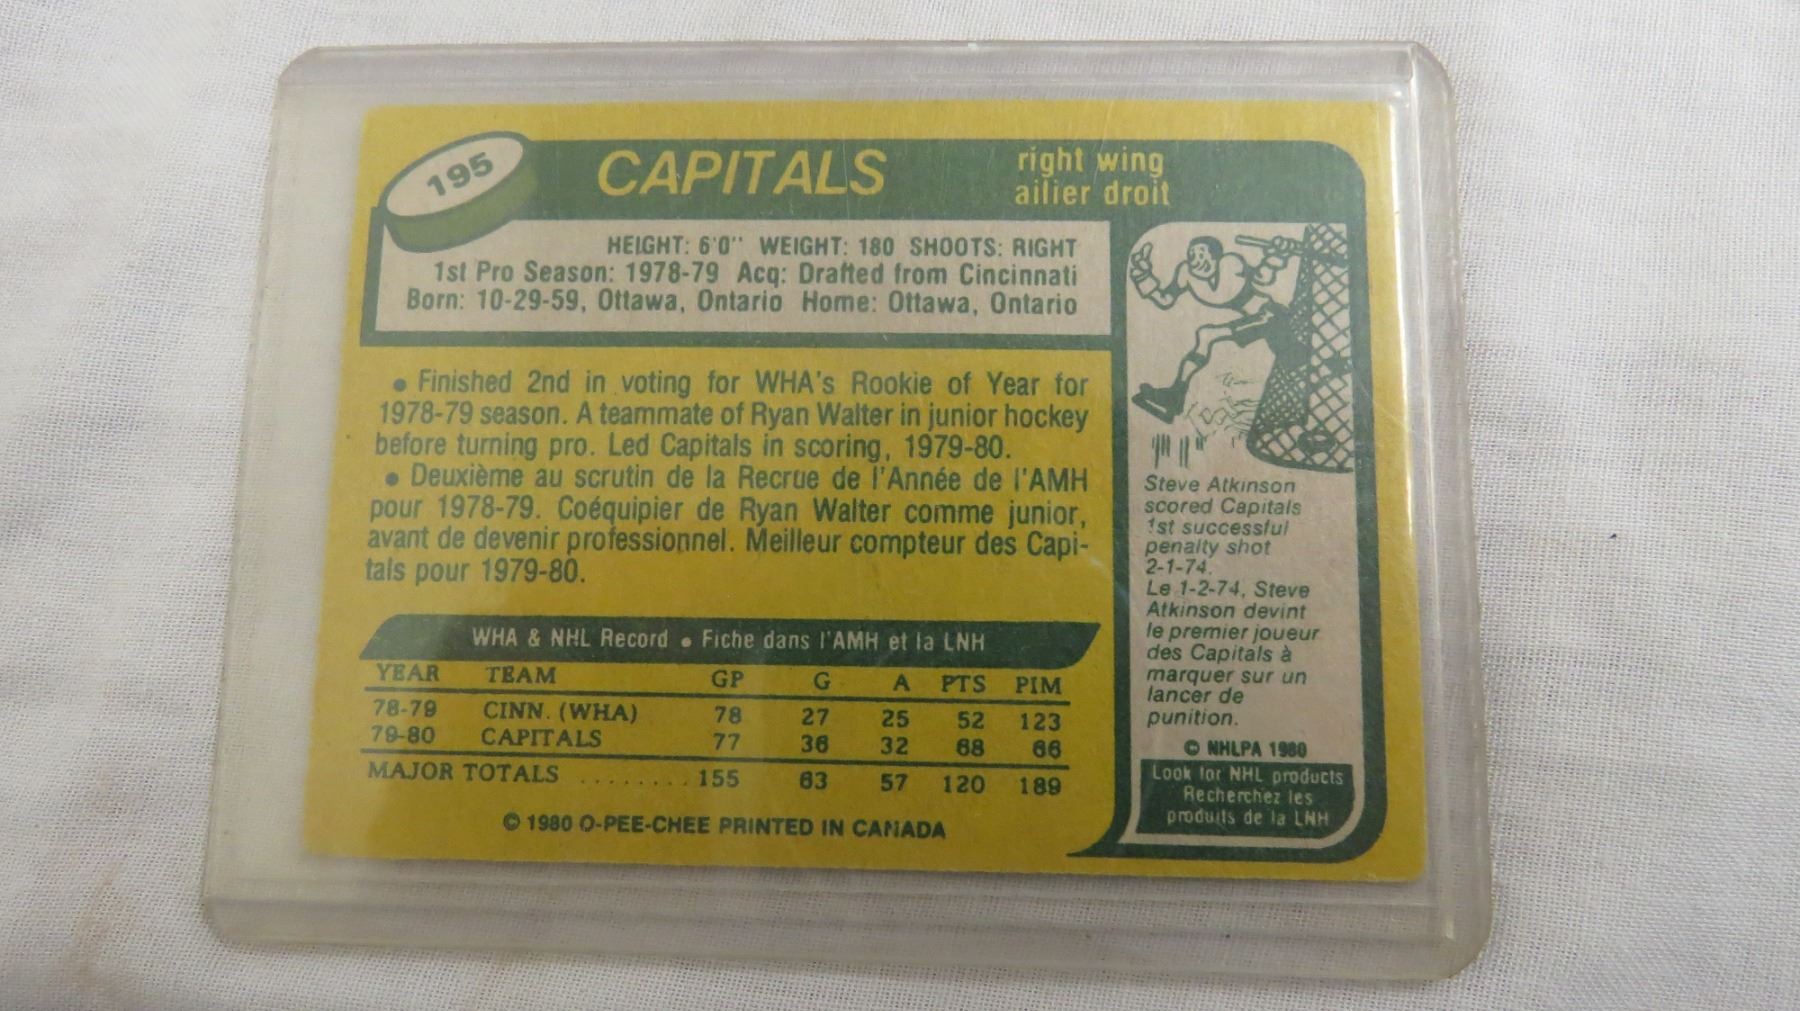 195
CAPITALS
right wing
ailier droit
HEIGHT: 6'0" WEIGHT: 180 SHOOTS: RIGHT
1st Pro Season: 1978-79 Acq: Drafted from Cincinnati
Born: 10-29-59, Ottawa, Ontario Home: Ottawa, Ontario
• Finished 2nd in voting for WHA's Rookie of Year for
1978-79 season. A teammate of Ryan Walter in junior hockey
before turning pro. Led Capitals in scoring, 1979-80.
• Deuxième au scrutin de la Recrue de l'Année de l'AMH
pour 1978-79. Coéquipier de Ryan Walter comme junior,
avant de devenir professionnel. Meilleur compteur des Capi-
tals pour 1979-80.
WHA & NHL Record • Fiche dans l'AMH et la LNH
YEAR TEAM GP G A PTS PIM
78-79 CINN. (WHA) 78 27 25 52 123
79-80 CAPITALS 77 36 32 68 66
MAJOR TOTALS ........ 155 63 57 120 189
© 1980 O-PEE-CHEE PRINTED IN CANADA
Steve Atkinson
scored Capitals
1st successful
penalty shot
2-1-74.
Le 1-2-74, Steve
Atkinson devint
le premier joueur
des Capitals à
marquer sur un
lancer de
punition.
© NHLPA 1980
Look for NHL products
Recherchez les
produits de la LNH